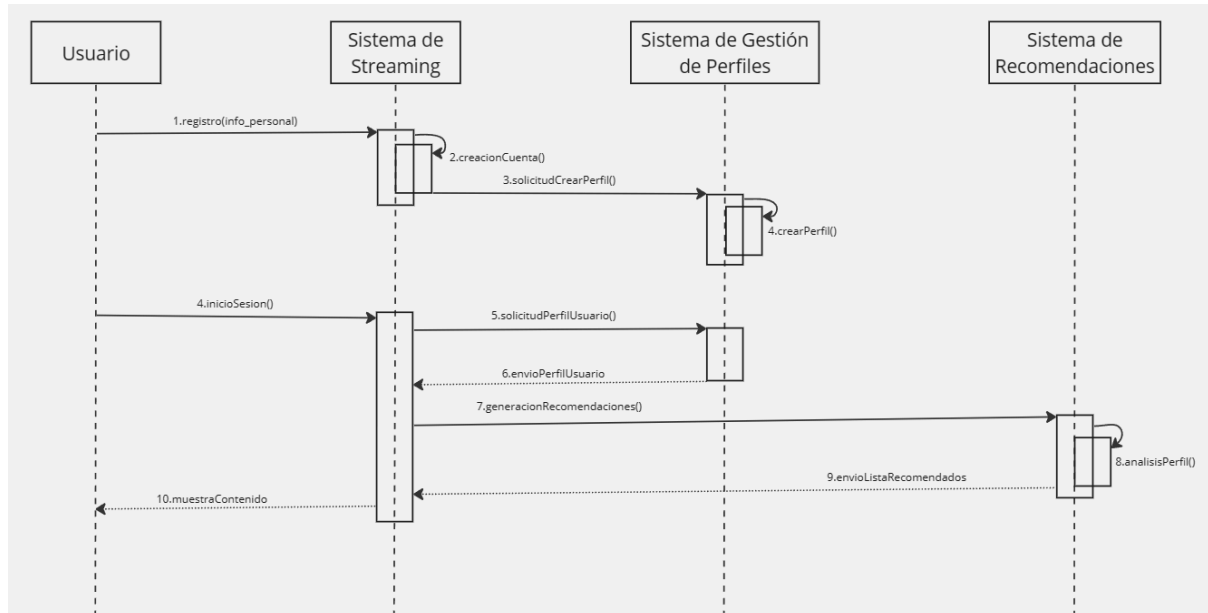 Usuario
Sistema de
Streaming
Sistema de Gestión
de Perfiles
Sistema de
Recomendaciones
1.registro(info_personal)
2.creacionCuenta()
3.solicitudCrearPerfil()
4.crearPerfil()
4.inicioSesion()
5.solicitudPerfilUsuario()
6.envioPerfilUsuario
7.generacionRecomendaciones()
8.analisisPerfil()
9.envioListaRecomendados
10.muestraContenido